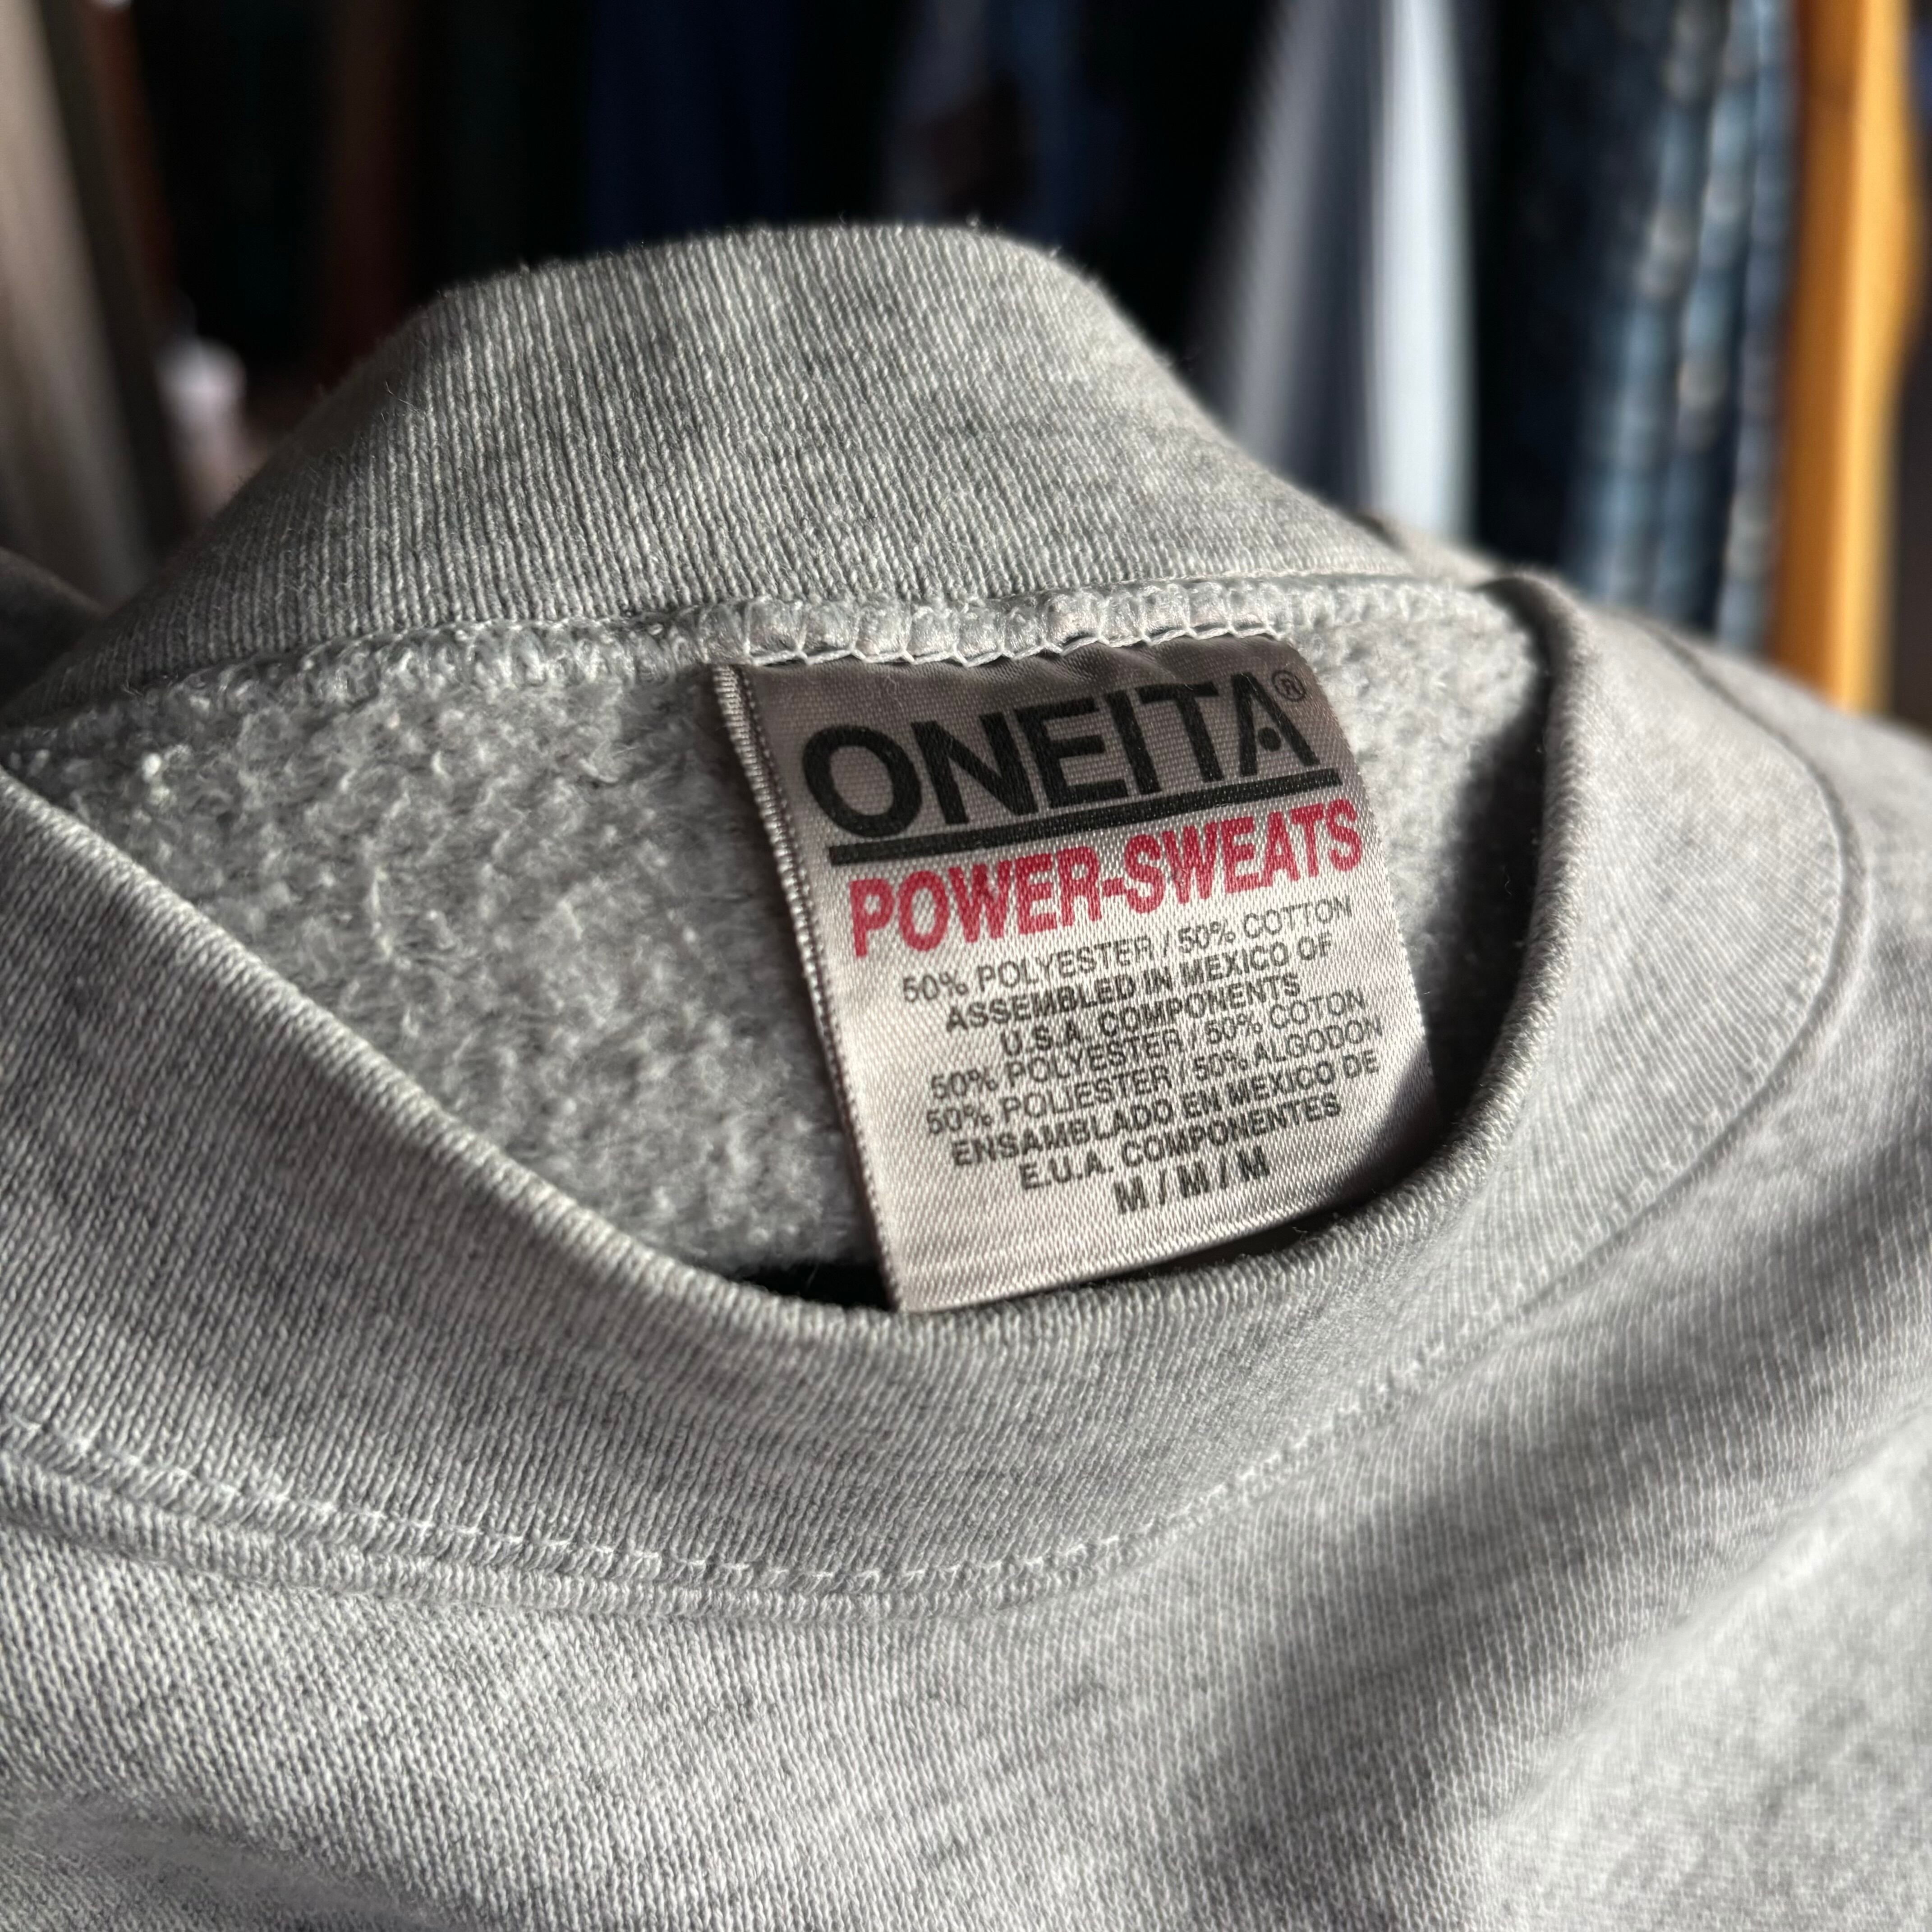 ONEITA®
POWER-SWEATS
50% POLYESTER / 50% COTTON
ASSEMBLED IN MEXICO OF
U.S.A. COMPONENTS
50% POLYESTER / 50% COTON
50% POLIESTER / 50% ALGODON
ENSAMBLADO EN MEXICO DE
E.U.A. COMPONENTES
M / M / M